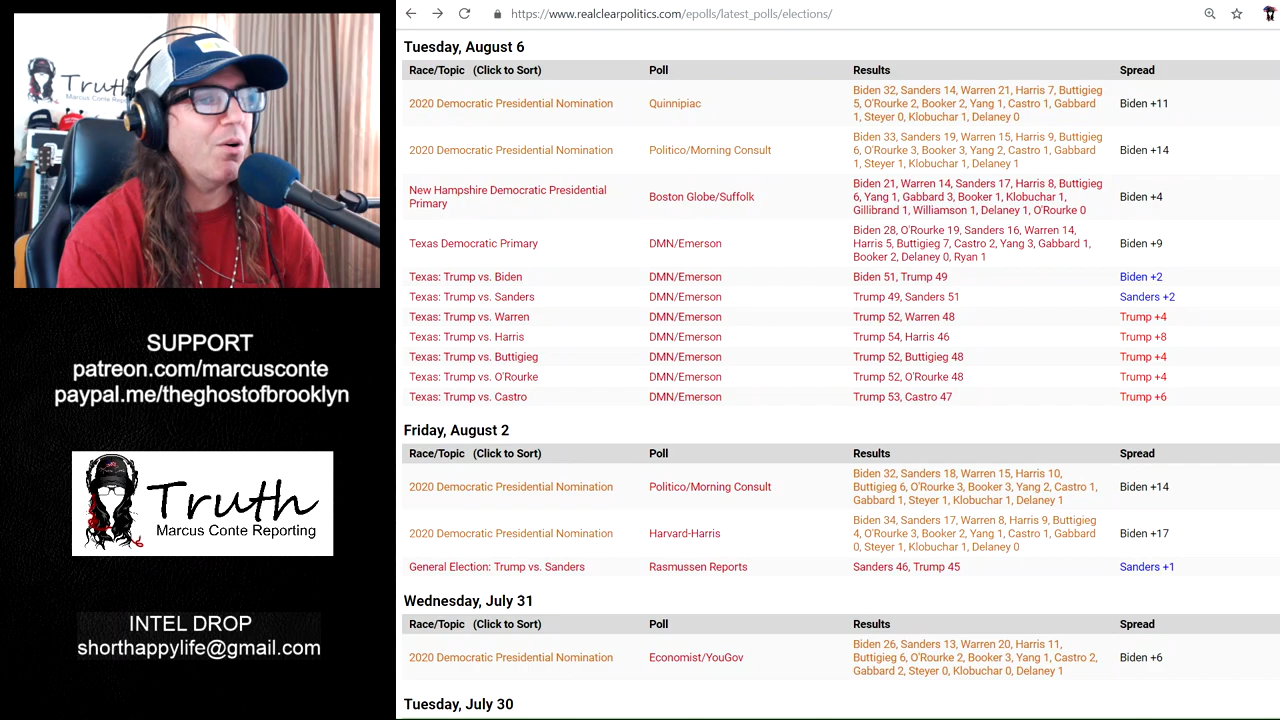 Truth
Marcus Conte Reporting
SUPPORT
patreon.com/marcusconte
paypal.me/theghostofbrooklyn
Truth
Marcus Conte Reporting
INTEL DROP
shorthappylife@gmail.com
https://www.realclearpolitics.com/epolls/latest_polls/elections/
Tuesday, August 6
Race/Topic (Click to Sort) Poll Results Spread
2020 Democratic Presidential Nomination Quinnipiac Biden 32, Sanders 14, Warren 21, Harris 7, Buttigieg Biden +11
5, O'Rourke 2, Booker 2, Yang 1, Castro 1, Gabbard
1, Steyer 0, Klobuchar 1, Delaney 0
2020 Democratic Presidential Nomination Politico/Morning Consult Biden 33, Sanders 19, Warren 15, Harris 9, Buttigieg Biden +14
6, O'Rourke 3, Booker 3, Yang 2, Castro 1, Gabbard
1, Steyer 1, Klobuchar 1, Delaney 1
New Hampshire Democratic Presidential Boston Globe/Suffolk Biden 21, Warren 14, Sanders 17, Harris 8, Buttigieg Biden +4
Primary 6, Yang 1, Gabbard 3, Booker 1, Klobuchar 1,
Gillibrand 1, Williamson 1, Delaney 1, O'Rourke 0
Texas Democratic Primary DMN/Emerson Biden 28, O'Rourke 19, Sanders 16, Warren 14, Biden +9
Harris 5, Buttigieg 7, Castro 2, Yang 3, Gabbard 1,
Booker 2, Delaney 0, Ryan 1
Texas: Trump vs. Biden DMN/Emerson Biden 51, Trump 49 Biden +2
Texas: Trump vs. Sanders DMN/Emerson Trump 49, Sanders 51 Sanders +2
Texas: Trump vs. Warren DMN/Emerson Trump 52, Warren 48 Trump +4
Texas: Trump vs. Harris DMN/Emerson Trump 54, Harris 46 Trump +8
Texas: Trump vs. Buttigieg DMN/Emerson Trump 52, Buttigieg 48 Trump +4
Texas: Trump vs. O'Rourke DMN/Emerson Trump 52, O'Rourke 48 Trump +4
Texas: Trump vs. Castro DMN/Emerson Trump 53, Castro 47 Trump +6
Friday, August 2
Race/Topic (Click to Sort) Poll Results Spread
2020 Democratic Presidential Nomination Politico/Morning Consult Biden 32, Sanders 18, Warren 15, Harris 10, Biden +14
Buttigieg 6, O'Rourke 3, Booker 3, Yang 2, Castro 1,
Gabbard 1, Steyer 1, Klobuchar 1, Delaney 1
2020 Democratic Presidential Nomination Harvard-Harris Biden 34, Sanders 17, Warren 8, Harris 9, Buttigieg Biden +17
4, O'Rourke 3, Booker 2, Yang 1, Castro 1, Gabbard
0, Steyer 1, Klobuchar 1, Delaney 0
General Election: Trump vs. Sanders Rasmussen Reports Sanders 46, Trump 45 Sanders +1
Wednesday, July 31
Race/Topic (Click to Sort) Poll Results Spread
2020 Democratic Presidential Nomination Economist/YouGov Biden 26, Sanders 13, Warren 20, Harris 11, Biden +6
Buttigieg 6, O'Rourke 2, Booker 3, Yang 1, Castro 2,
Gabbard 2, Steyer 0, Klobuchar 0, Delaney 1
Tuesday, July 30